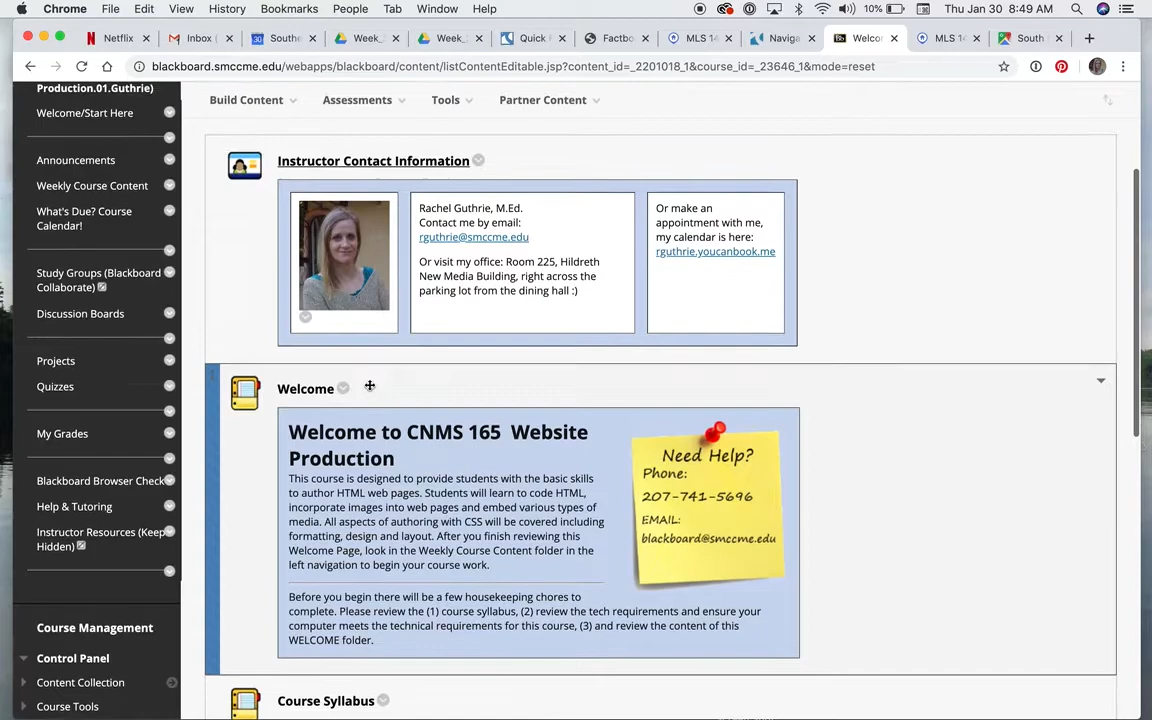 Chrome File Edit View History Bookmarks People Tab Window Help 10% Thu Jan 30 8:49 AM
Netflix Inbox ( Southe Week_ Week_ Quick F Factbo MLS 14 Naviga Welcom MLS 14 South
blackboard.smccme.edu/webapps/blackboard/content/listContentEditable.jsp?content_id=_2201018_1&course_id=_23646_1&mode=reset
Production.01.Guthrie)
Welcome/Start Here
Announcements
Weekly Course Content
What's Due? Course
Calendar!
Study Groups (Blackboard
Collaborate)
Discussion Boards
Projects
Quizzes
My Grades
Blackboard Browser Check
Help & Tutoring
Instructor Resources (Keep
Hidden)
Course Management
Control Panel
Content Collection
Course Tools
Build Content Assessments Tools Partner Content
Instructor Contact Information
Rachel Guthrie, M.Ed.
Contact me by email:
rguthrie@smccme.edu
Or visit my office: Room 225, Hildreth
New Media Building, right across the
parking lot from the dining hall :)
Or make an
appointment with me,
my calendar is here:
rguthrie.youcanbook.me
Welcome
Welcome to CNMS 165 Website
Production
This course is designed to provide students with the basic skills
to author HTML web pages. Students will learn to code HTML,
incorporate images into web pages and embed various types of
media. All aspects of authoring with CSS will be covered including
formatting, design and layout. After you finish reviewing this
Welcome Page, look in the Weekly Course Content folder in the
left navigation to begin your course work.
Need Help?
Phone:
207-741-5696
EMAIL:
blackboard@smccme.edu
Before you begin there will be a few housekeeping chores to
complete. Please review the (1) course syllabus, (2) review the tech requirements and ensure your
computer meets the technical requirements for this course, (3) and review the content of this
WELCOME folder.
Course Syllabus